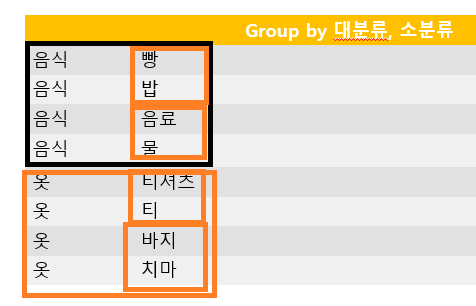 Group by 대분류, 소분류
음식 빵
음식 밥
음식 음료
음식 물
옷 티셔츠
옷 티
옷 바지
옷 치마